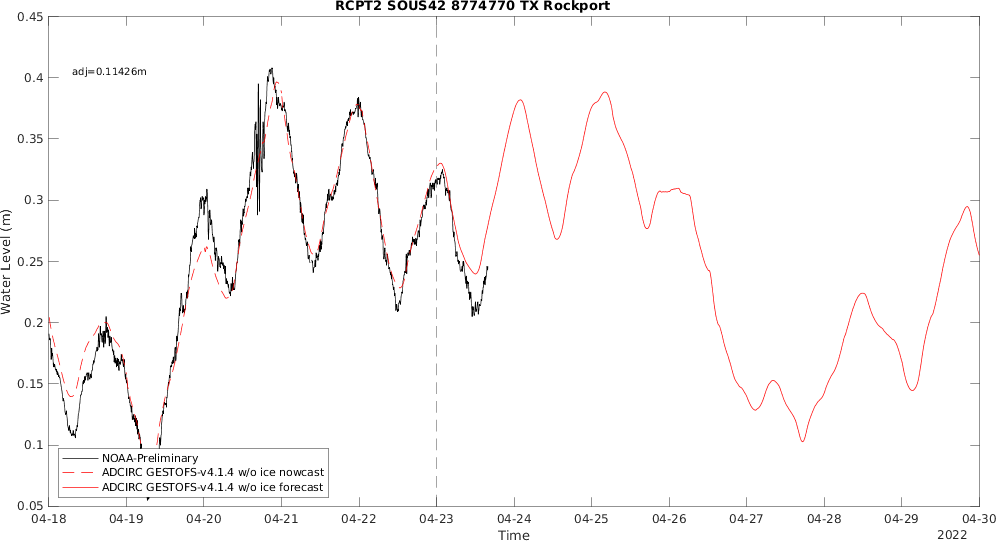 RCPT2 SOUS42 8774770 TX Rockport
adj=0.11426m
0.45
0.4
0.35
0.3
0.25
0.2
0.15
0.1
0.05
Water Level (m)
NOAA-Preliminary
ADCIRC GESTOFS-v4.1.4 w/o ice nowcast
ADCIRC GESTOFS-v4.1.4 w/o ice forecast
04-18 04-19 04-20 04-21 04-22 04-23 04-24 04-25 04-26 04-27 04-28 04-29 04-30
Time
2022